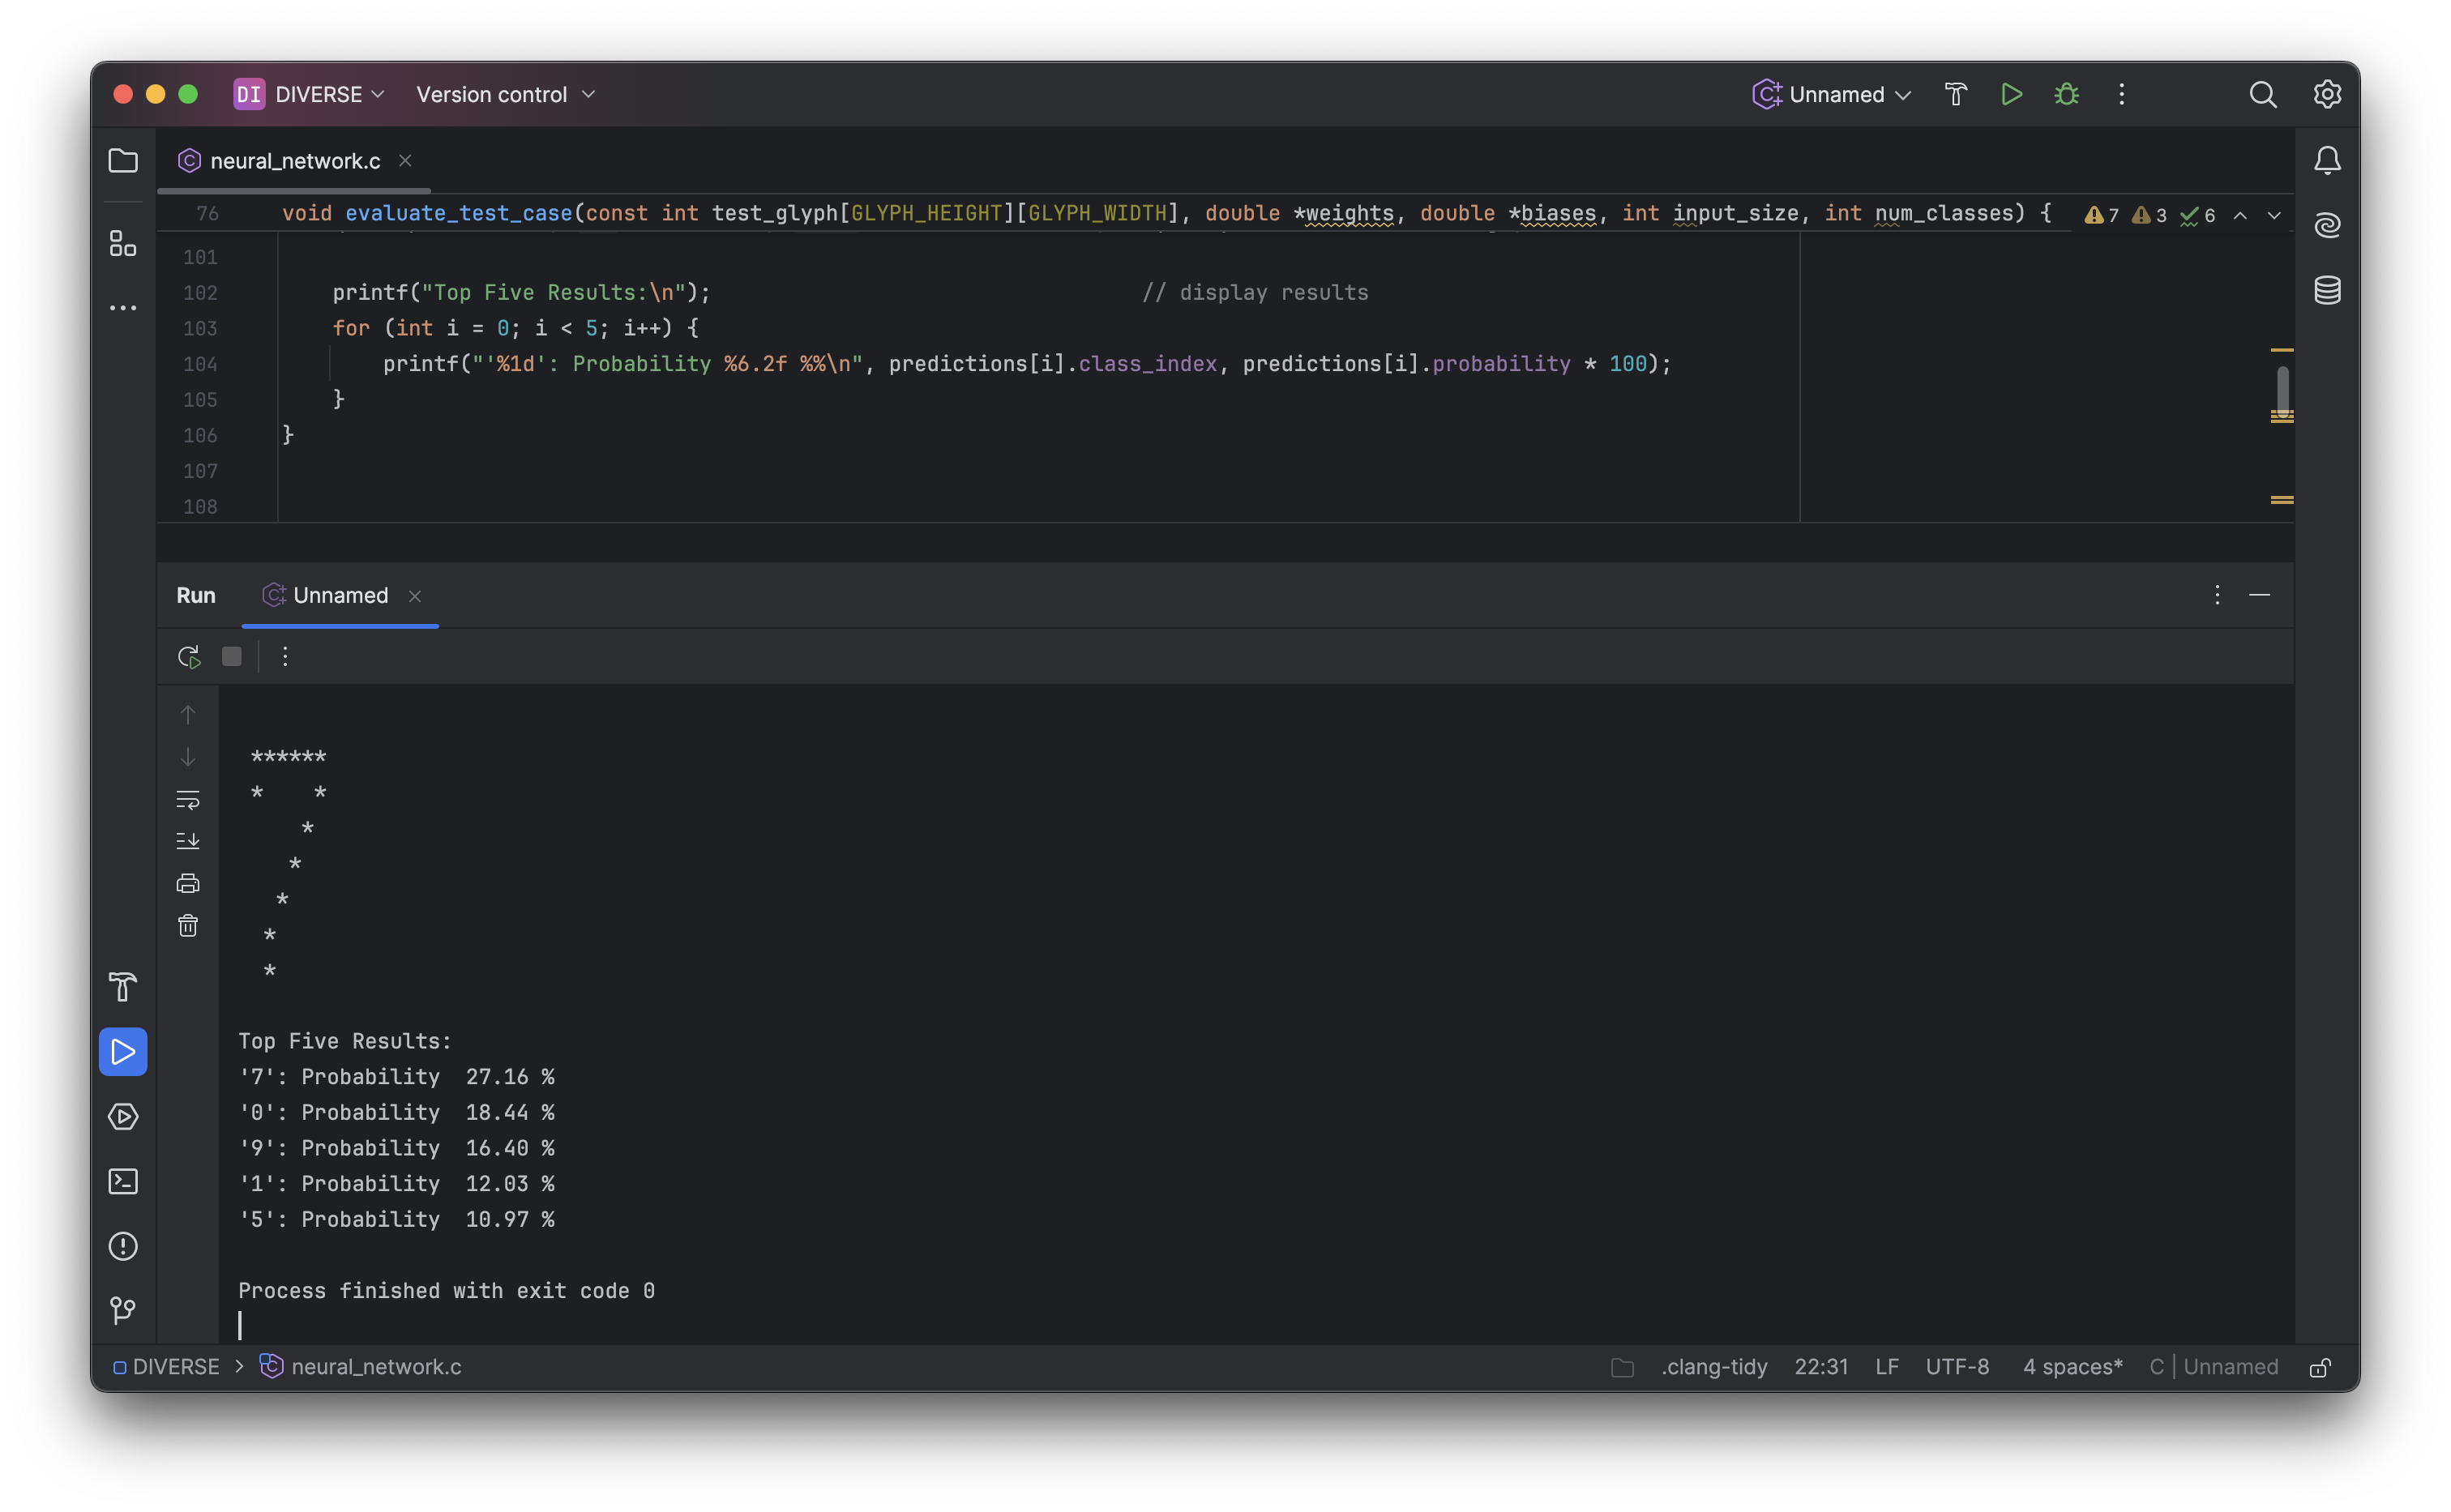 DI DIVERSE Version control Unnamed
neural_network.c
76 void evaluate_test_case(const int test_glyph[GLYPH_HEIGHT][GLYPH_WIDTH], double *weights, double *biases, int input_size, int num_classes) { 7 3 6
101
102 printf("Top Five Results:\n"); // display results
103 for (int i = 0; i < 5; i++) {
104 printf("'%1d': Probability %6.2f %%\n", predictions[i].class_index, predictions[i].probability * 100);
105 }
106 }
107
108
Run Unnamed
******
*    *
    *
   *
  *
 *
 *
Top Five Results:
'7': Probability  27.16 %
'0': Probability  18.44 %
'9': Probability  16.40 %
'1': Probability  12.03 %
'5': Probability  10.97 %
Process finished with exit code 0
DIVERSE > neural_network.c .clang-tidy 22:31 LF UTF-8 4 spaces* C | Unnamed